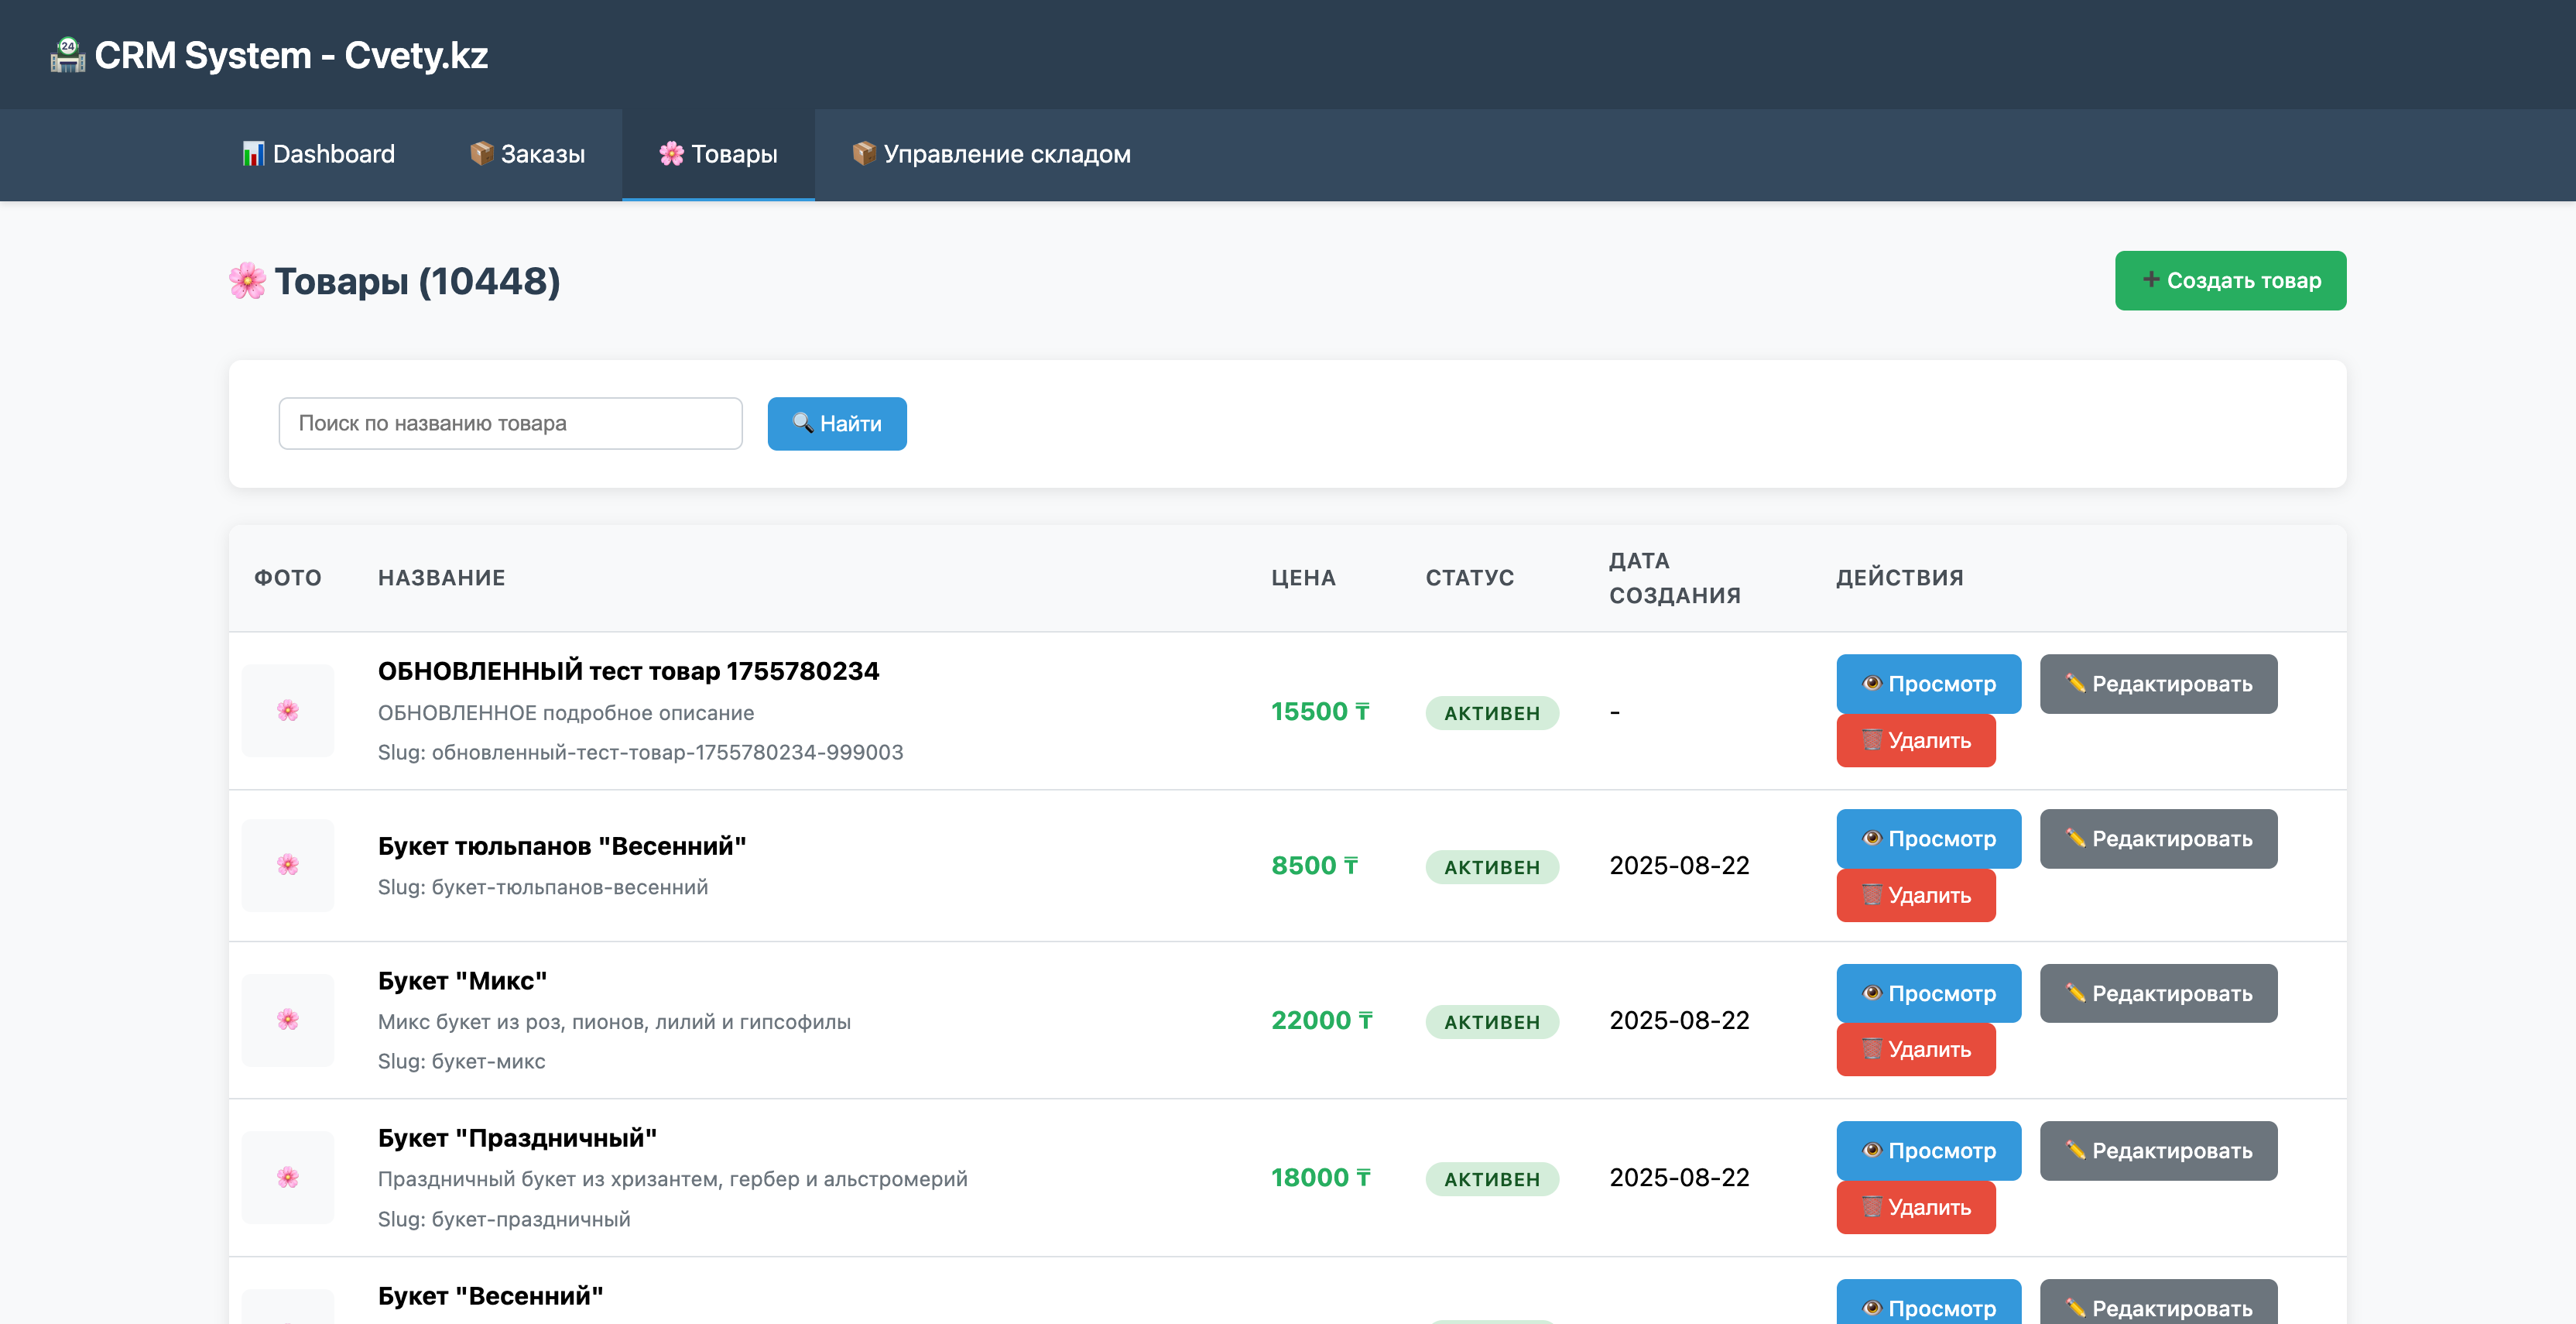 24 CRM System - Cvety.kz
Dashboard Заказы Товары Управление складом
Товары (10448) Создать товар
Поиск по названию товара Найти
ФОТО НАЗВАНИЕ ЦЕНА СТАТУС ДАТА СОЗДАНИЯ ДЕЙСТВИЯ
ОБНОВЛЕННЫЙ тест товар 1755780234
ОБНОВЛЕННОЕ подробное описание
Slug: обновленный-тест-товар-1755780234-999003
15500 ₸ АКТИВЕН - Просмотр Редактировать
Удалить
Букет тюльпанов "Весенний"
Slug: букет-тюльпанов-весенний
8500 ₸ АКТИВЕН 2025-08-22 Просмотр Редактировать
Удалить
Букет "Микс"
Микс букет из роз, пионов, лилий и гипсофилы
Slug: букет-микс
22000 ₸ АКТИВЕН 2025-08-22 Просмотр Редактировать
Удалить
Букет "Праздничный"
Праздничный букет из хризантем, гербер и альстромерий
Slug: букет-праздничный
18000 ₸ АКТИВЕН 2025-08-22 Просмотр Редактировать
Удалить
Букет "Весенний"
Просмотр Редактировать